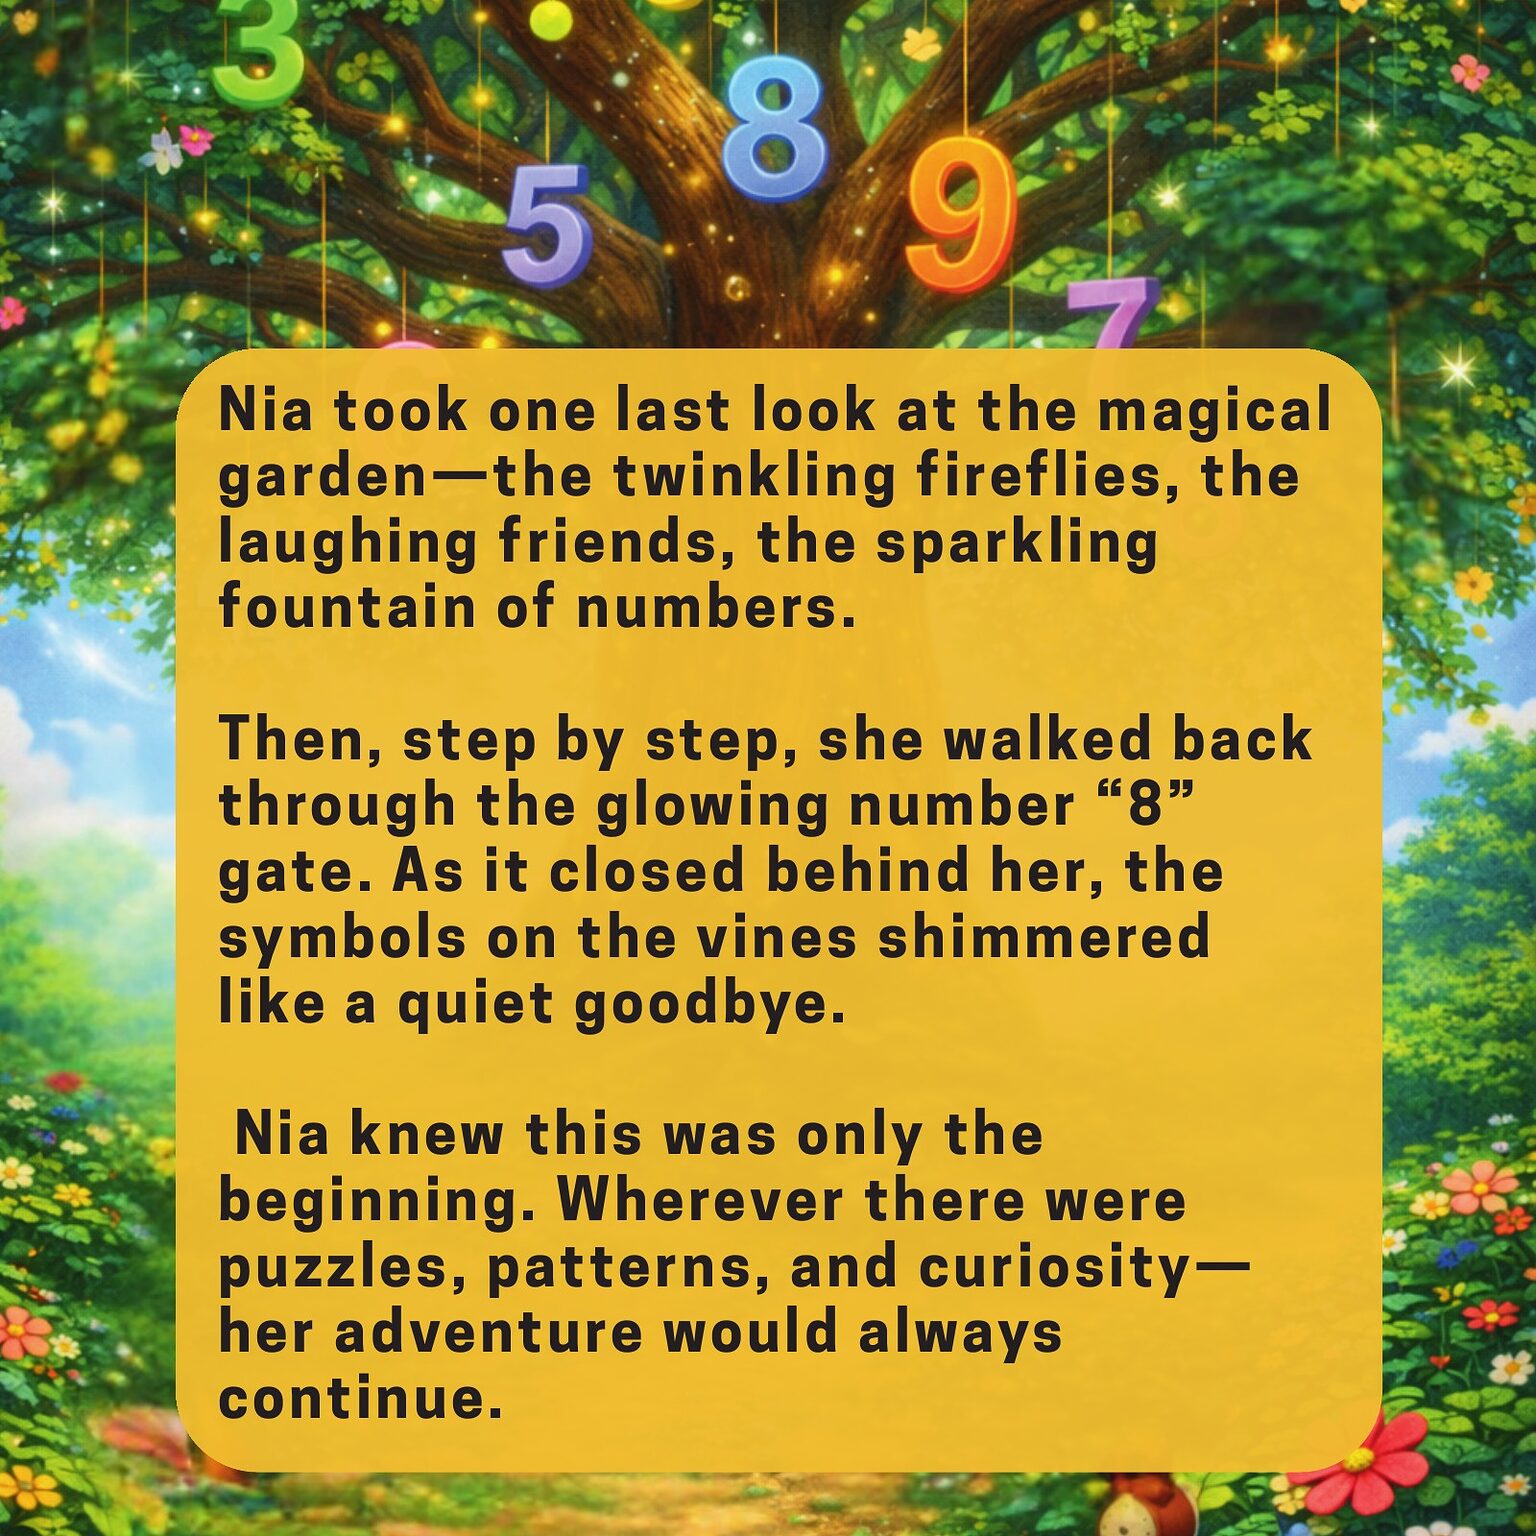 3
8
5
9
7
Nia took one last look at the magical
garden—the twinkling fireflies, the
laughing friends, the sparkling
fountain of numbers.
Then, step by step, she walked back
through the glowing number “8”
gate. As it closed behind her, the
symbols on the vines shimmered
like a quiet goodbye.
Nia knew this was only the
beginning. Wherever there were
puzzles, patterns, and curiosity—
her adventure would always
continue.